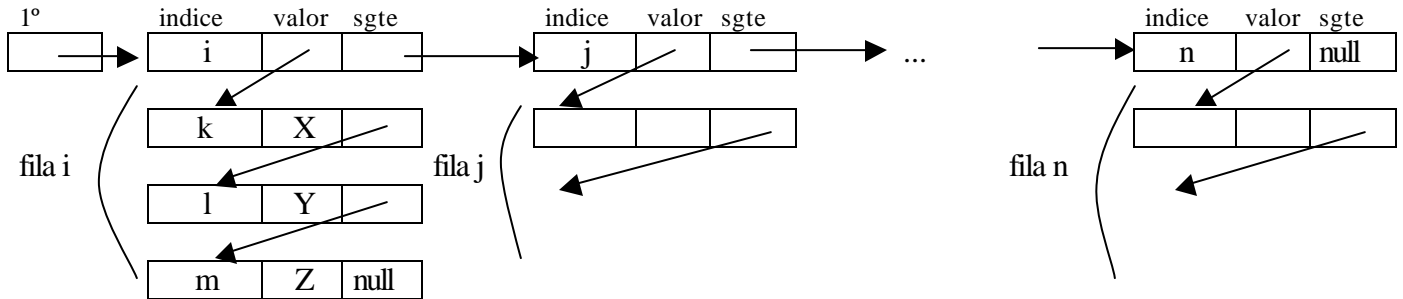 1º indice valor sgte indice valor sgte indice valor sgte
i j ... n null
k X
fila i fila j fila n
l Y
m Z null